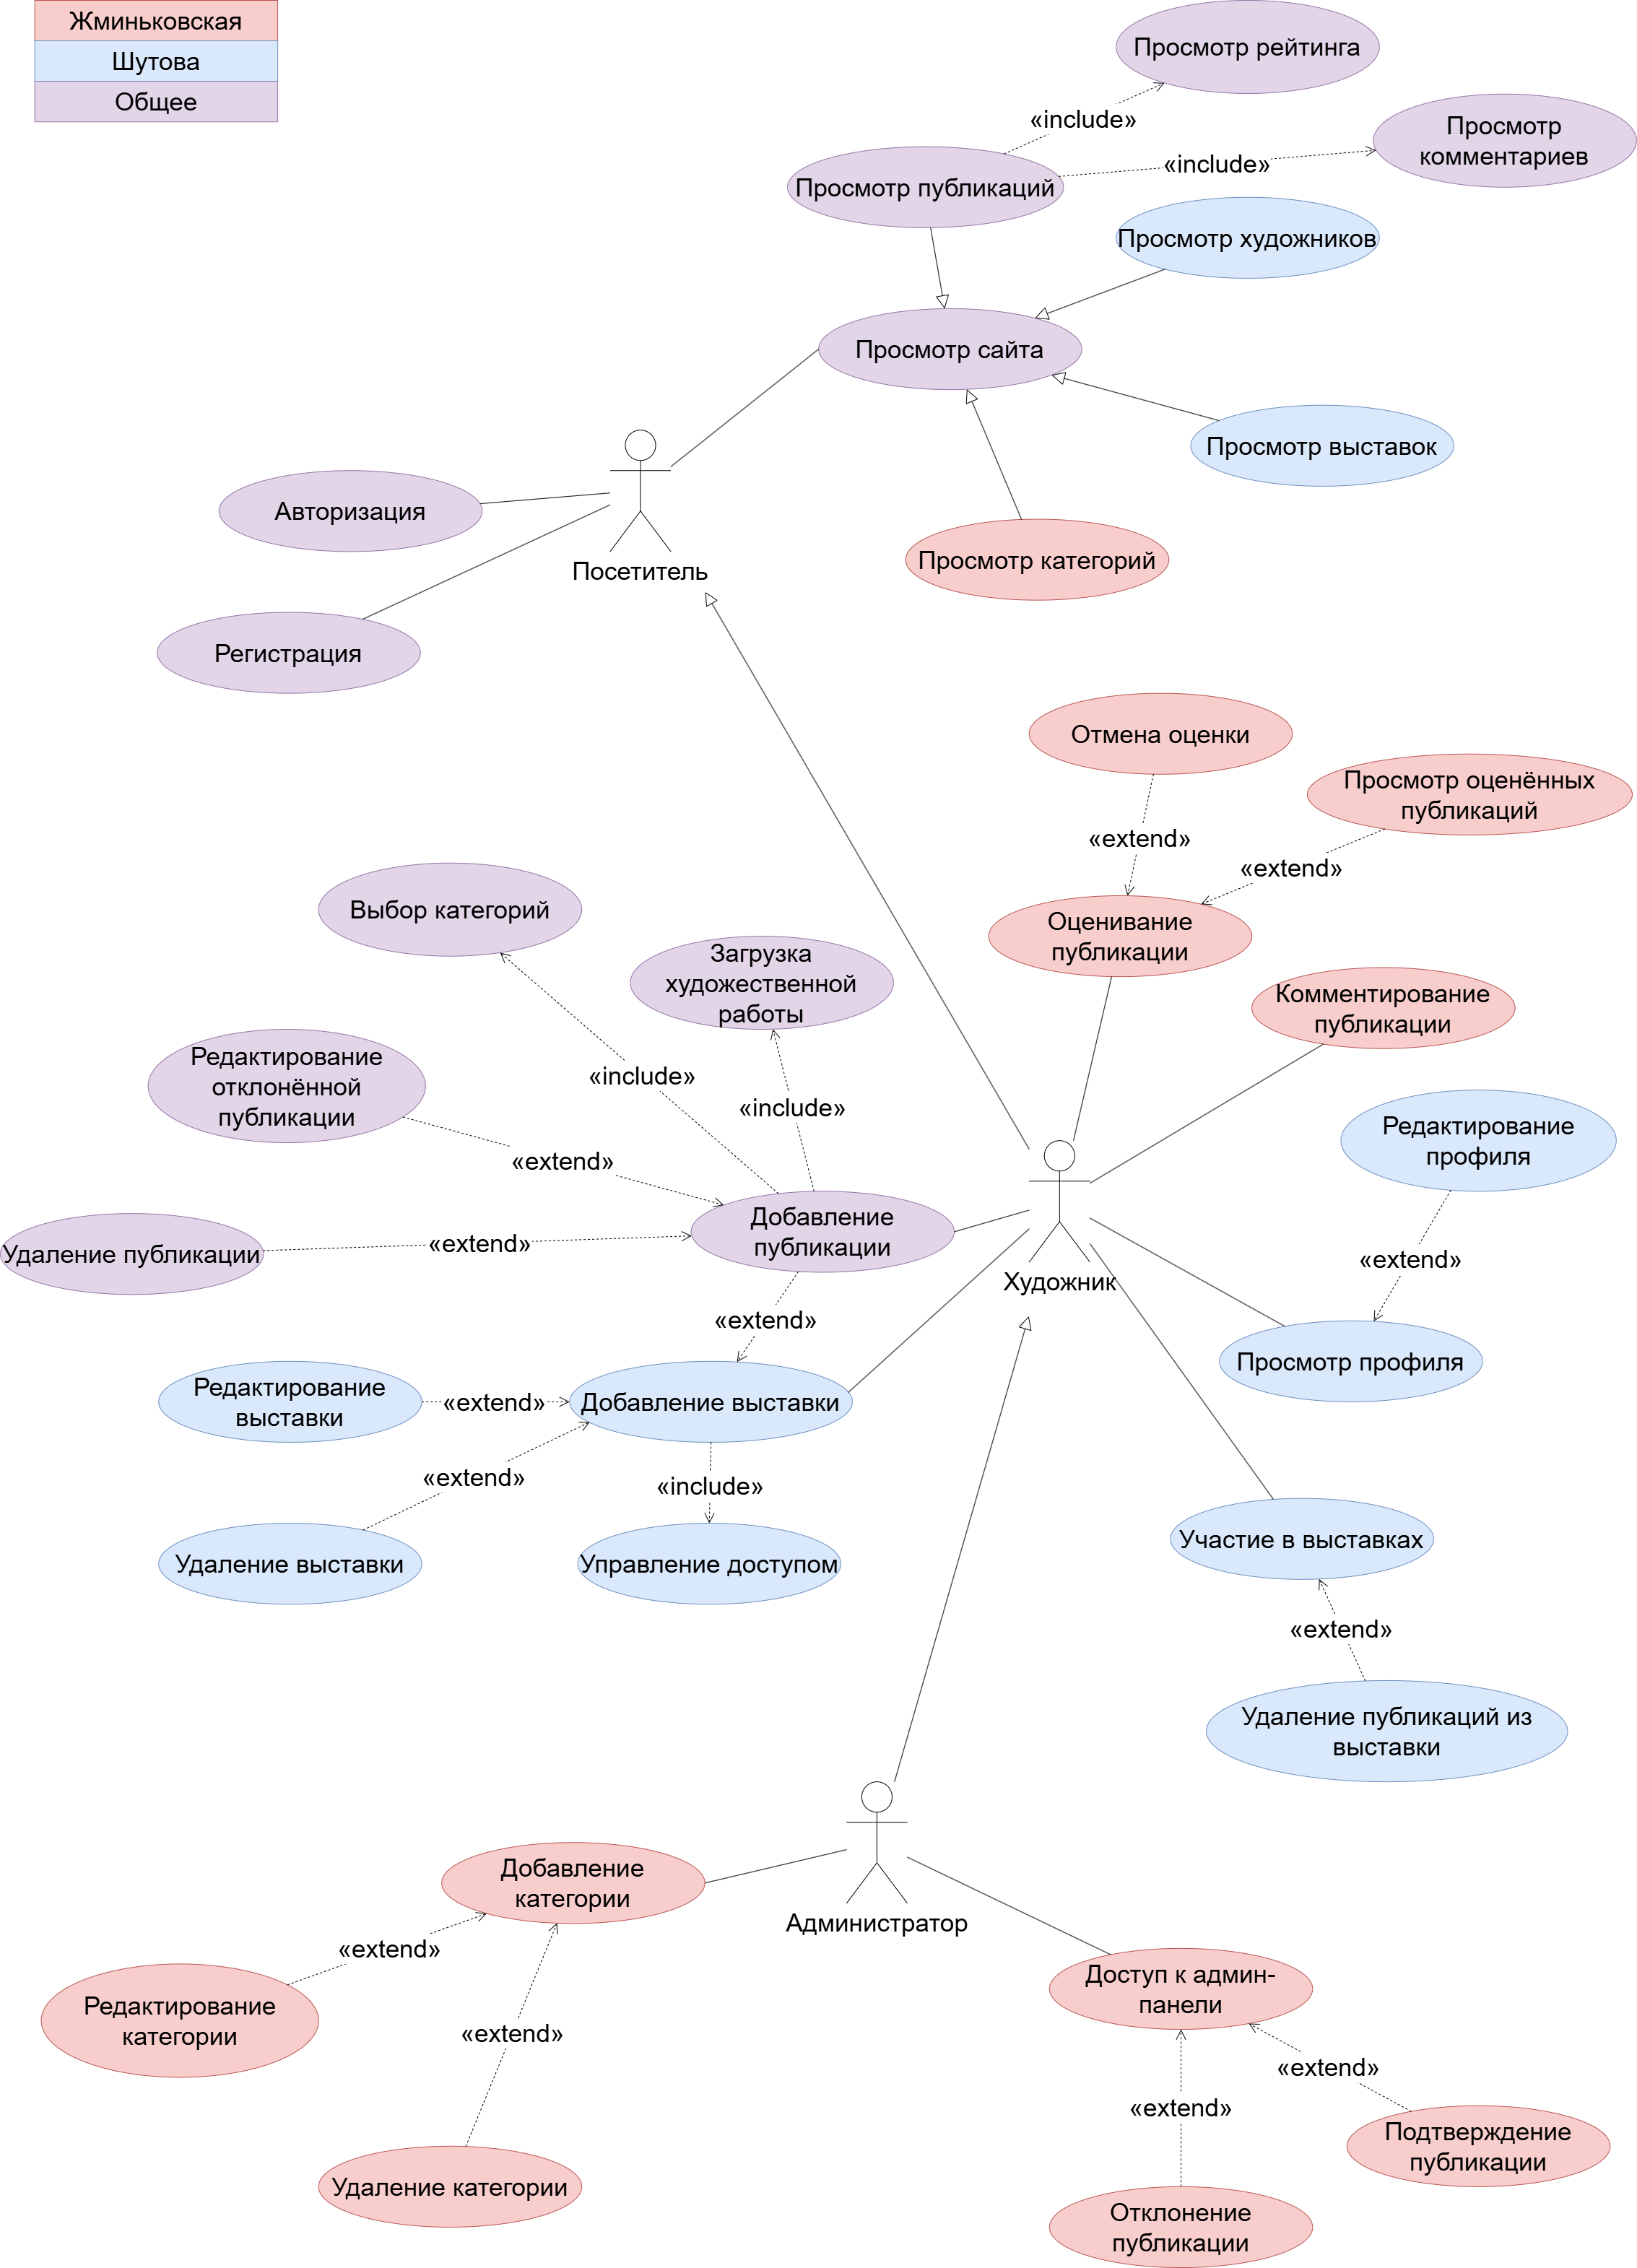 Жминьковская
Шутова
Общее
Просмотр рейтинга
«include»
Просмотр
комментариев
«include»
Просмотр публикаций
Просмотр художников
Просмотр сайта
Просмотр выставок
Авторизация
Посетитель
Просмотр категорий
Регистрация
Отмена оценки
Просмотр оценённых
публикаций
«extend»
«extend»
Выбор категорий
Оценивание
публикации
Загрузка
художественной
работы
Комментирование
публикации
Редактирование
отклонённой
публикации
«include»
«include»
Редактирование
профиля
«extend»
Добавление
публикации
Удаление публикации
«extend»
«extend»
Художник
«extend»
Просмотр профиля
Редактирование
выставки
«extend»
Добавление выставки
«extend»
«include»
Участие в выставках
Удаление выставки
Управление доступом
«extend»
Удаление публикаций из
выставки
Добавление
категории
Администратор
«extend»
Доступ к админ-
панели
Редактирование
категории
«extend»
«extend»
«extend»
Подтверждение
публикации
Удаление категории
Отклонение
публикации